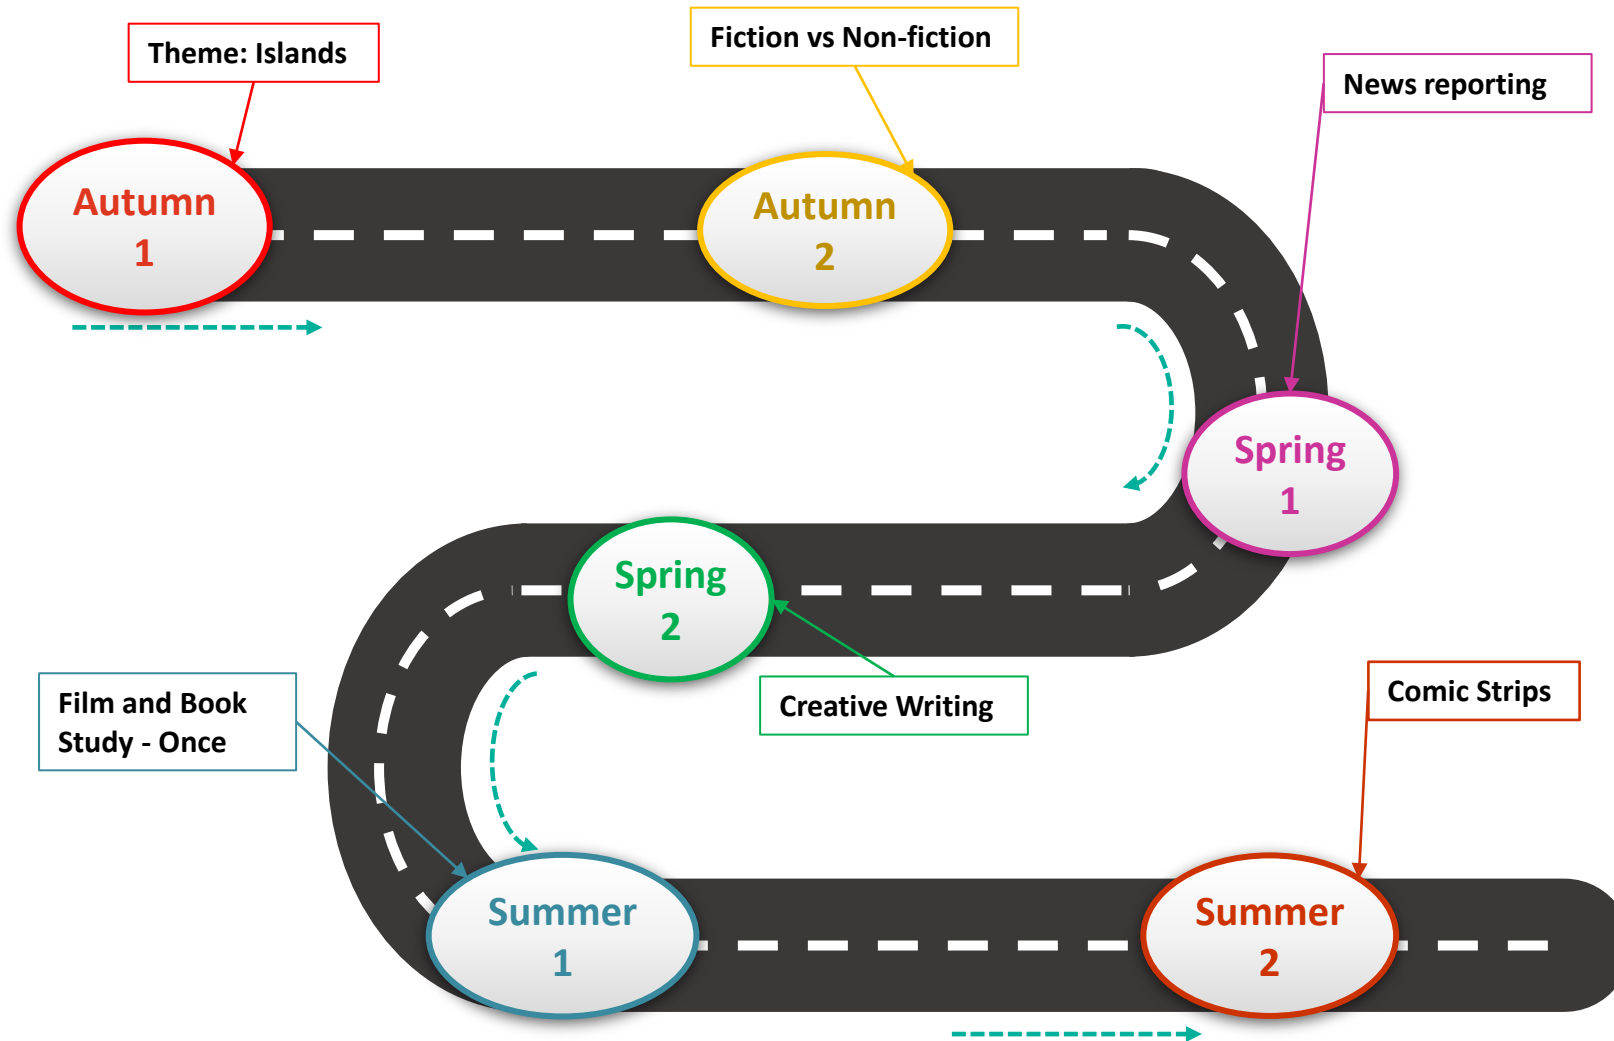 Theme: Islands
Autumn
1
Fiction vs Non-fiction
Autumn
2
News reporting
Spring
1
Creative Writing
Spring
2
Film and Book
Study - Once
Summer
1
Comic Strips
Summer
2